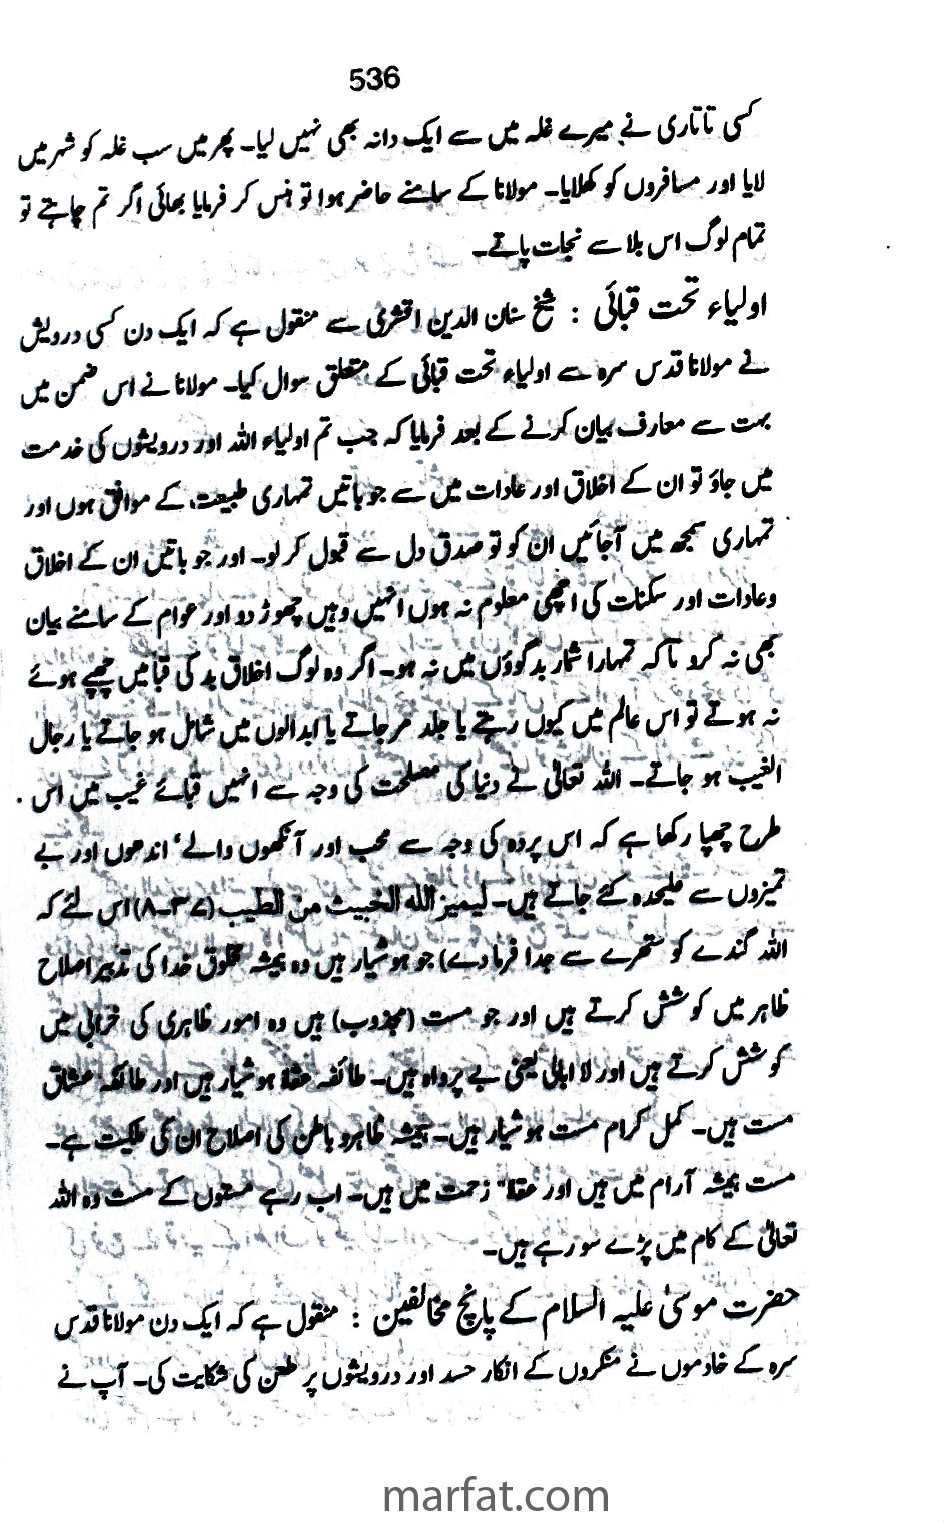 536
کسی تاتاری نے میرے غلہ میں سے ایک دانہ بھی نہیں لیا۔ پھر میں سب غلہ کو شہر میں
لایا اور مسافروں کو کھلایا۔ مولانا کے سامنے حاضر ہوا تو ہنس کر فرمایا بھائی اگر تم چاہتے تو
تمام لوگ اس بلا سے نجات پاتے۔
اولیاء تحت قبائی : شیخ سنان الدین اقشری سے منقول ہے کہ ایک دن کسی درویش
نے مولانا قدس سرہ سے اولیاء تحت قبائی کے متعلق سوال کیا۔ مولانا نے اس ضمن میں
بہت سے معارف بیان کرنے کے بعد فرمایا کہ جب تم اولیاء اللہ اور درویشوں کی خدمت
میں جاؤ تو ان کے اخلاق اور عادات میں سے جو باتیں تمہاری طبیعت کے موافق ہوں اور
تمہاری سمجھ میں آجائیں ان کو تو صدق دل سے قبول کر لو۔ اور جو باتیں ان کے اخلاق
وعادات اور سکنات کی اچھی معلوم نہ ہوں انہیں وہیں چھوڑ دو اور عوام کے سامنے بیان
بھی نہ کرو تاکہ تمہارا شمار بدگوؤں میں نہ ہو۔ اگر وہ لوگ اخلاق بد کی قبا میں چھپے ہوئے
نہ ہوتے تو اس عالم میں کیوں رہتے یا جلد مرجاتے یا ابدالوں میں شامل ہو جاتے یا رجال
الغیب ہو جاتے۔ اللہ تعالٰی نے دنیا کی مصلحت کی وجہ سے انہیں قبائے غیب میں اس
طرح چھپا رکھا ہے کہ اس پردہ کی وجہ سے محب اور آنکھوں والے‘ اندھوں اور بے
تمیزوں سے علیحدہ کئے جاتے ہیں۔ لیمیز اللہ الخبیث من الطیب (۳۷۔۸) اس لئے کہ
اللہ گندے کو ستھرے سے جدا فرمادے) جو ہوشیار ہیں وہ ہمیشہ مخلوق خدا کی تدبیر اصلاح
ظاہر میں کوشش کرتے ہیں اور جو مست (مجذوب) ہیں وہ امور ظاہری کی خرابی میں
کوشش کرتے ہیں اور لاابالی یعنی بے پرواہ ہیں۔ طائفہ عقلاء ہوشیار ہیں اور طائفہ عشاق
مست ہیں۔ کمل کرام مست ہوشیار ہیں۔ ہمیشہ ظاہر و باطن کی اصلاح ان کی ملکیت ہے۔
مست ہمیشہ آرام میں ہیں اور عقلاء زحمت میں ہیں۔ اب رہے مستوں کے مست وہ اللہ
تعالٰی کے کام میں پڑے سو رہے ہیں۔
حضرت موسیٰ علیہ السلام کے پانچ مخالفین : منقول ہے کہ ایک دن مولانا قدس
سرہ کے خادموں نے منکروں کے انکار حسد اور درویشوں پر طعن کی شکایت کی۔ آپ نے
marfat.com